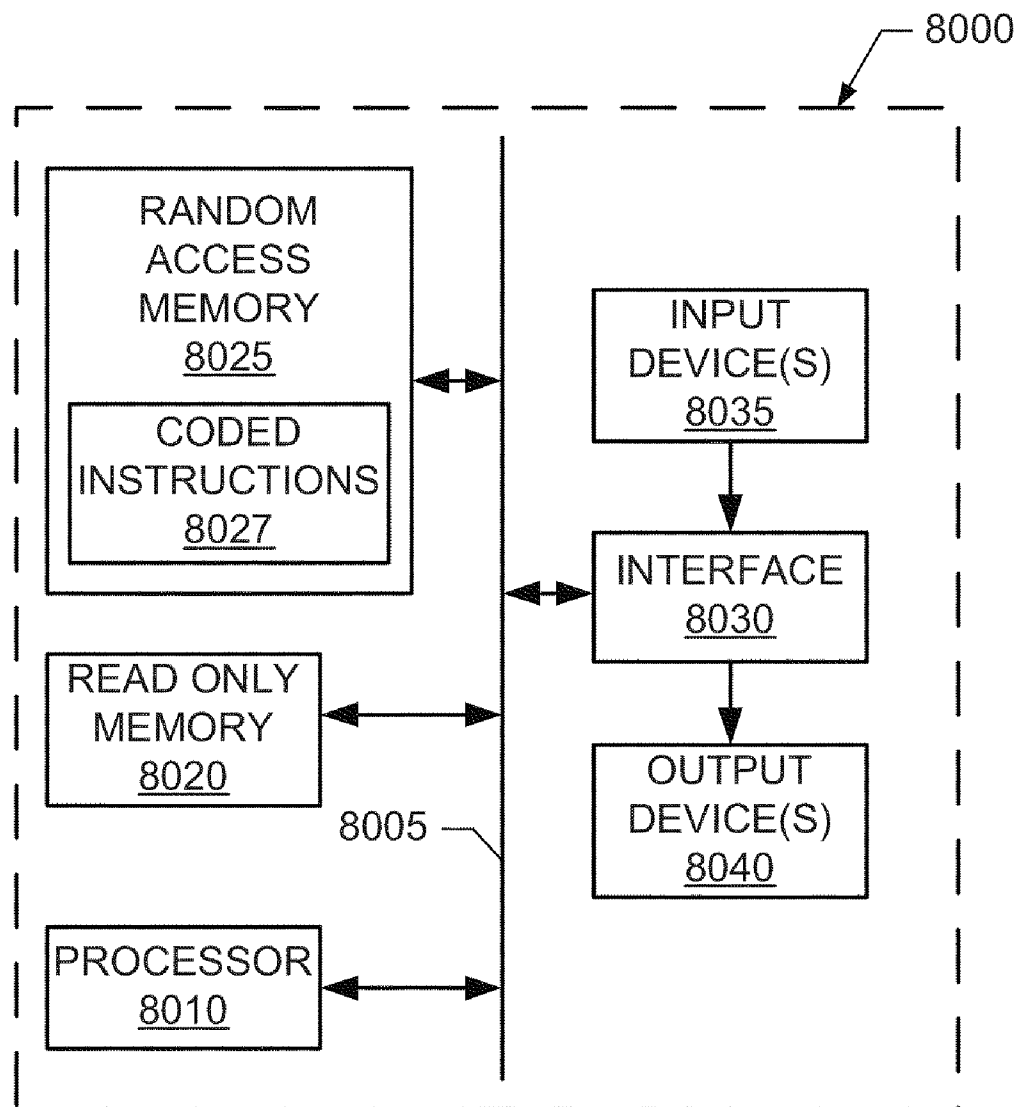 8000
RANDOM
ACCESS
MEMORY
8025
CODED
INSTRUCTIONS
8027
READ ONLY
MEMORY
8020
8005
PROCESSOR
8010
INPUT
DEVICE(S)
8035
INTERFACE
8030
OUTPUT
DEVICE(S)
8040